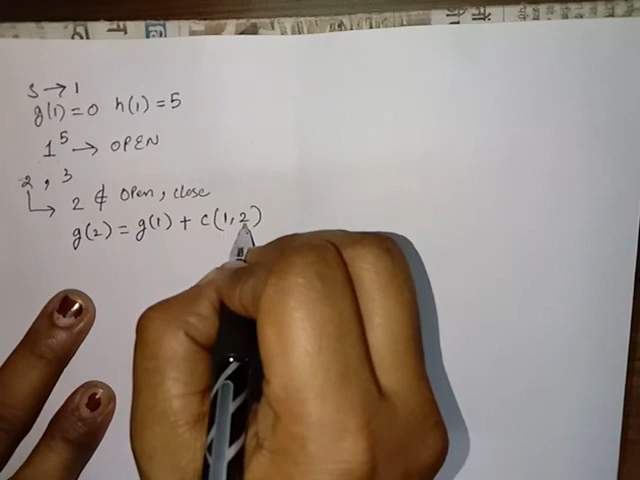 S → 1
g(1) = 0 h(1) = 5
1⁵ → OPEN
2, 3
↳ 2 ∉ Open, close
g(2) = g(1) + c(1,2)